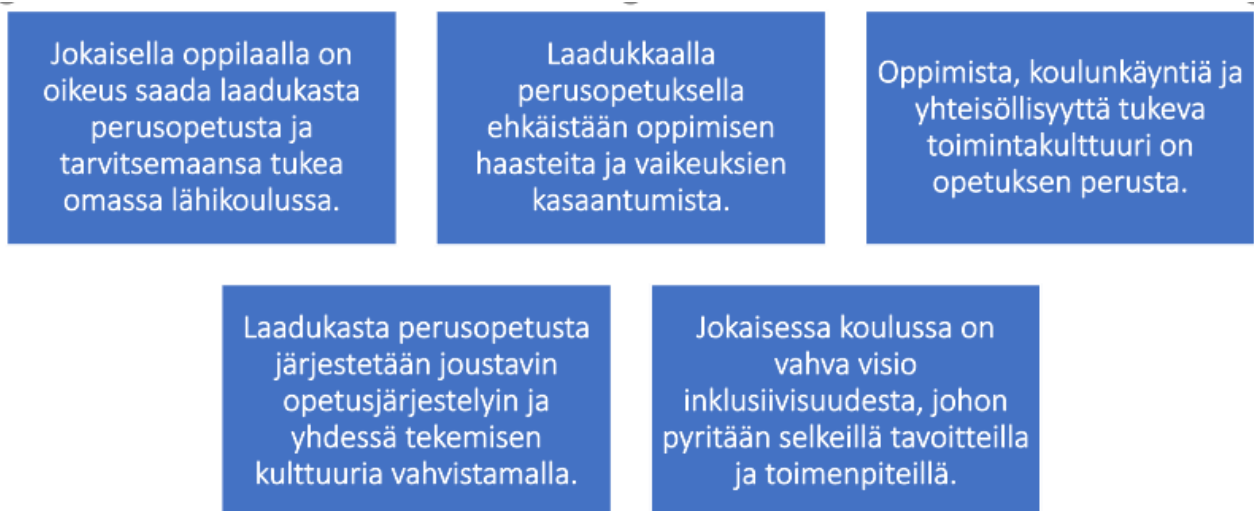 Jokaisella oppilaalla on
oikeus saada laadukasta
perusopetusta ja
tarvitsemaansa tukea
omassa lähikoulussa.
Laadukkaalla
perusopetuksella
ehkäistään oppimisen
haasteita ja vaikeuksien
kasaantumista.
Oppimista, koulunkäyntiä ja
yhteisöllisyyttä tukeva
toimintakulttuuri on
opetuksen perusta.
Laadukasta perusopetusta
järjestetään joustavin
opetusjärjestelyin ja
yhdessä tekemisen
kulttuuria vahvistamalla.
Jokaisessa koulussa on
vahva visio
inklusiivisuudesta, johon
pyritään selkeillä tavoitteilla
ja toimenpiteillä.